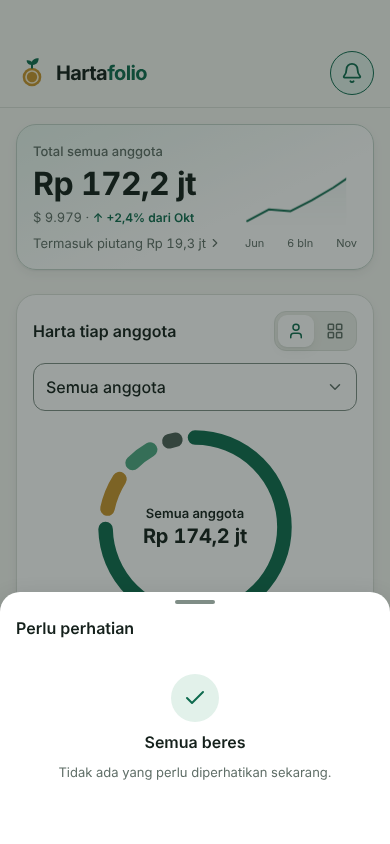 Hartafolio
Total semua anggota
Rp 172,2 jt
$ 9.979 · ↑ +2,4% dari Okt
Termasuk piutang Rp 19,3 jt >
Jun 6 bln Nov
Harta tiap anggota
Semua anggota
Semua anggota
Rp 174,2 jt
Perlu perhatian
Semua beres
Tidak ada yang perlu diperhatikan sekarang.